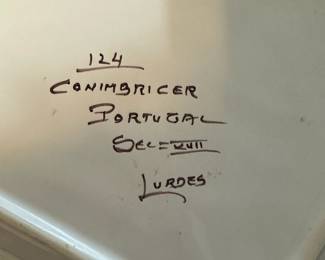 124
CONIMBRICER
PORTUGAL
SEC=XVII
LURDES